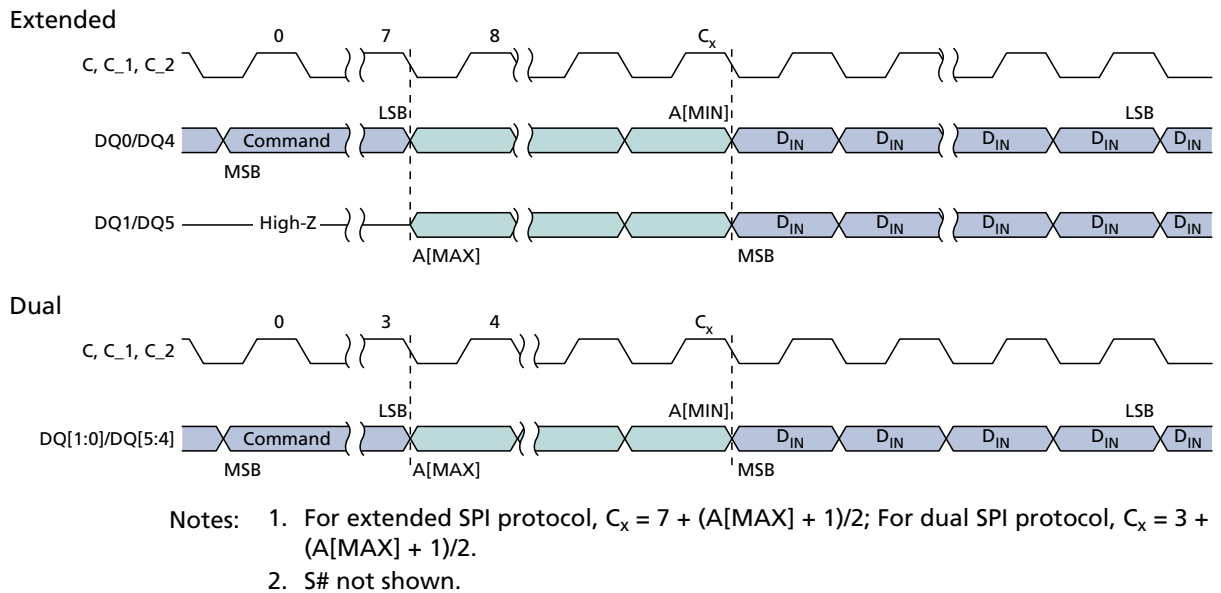 Extended
0 7 8 Cx
C, C_1, C_2
LSB A[MIN] LSB
DQ0/DQ4 Command DIN DIN DIN DIN DIN
MSB
DQ1/DQ5 High-Z DIN DIN DIN DIN DIN
A[MAX] MSB
Dual
0 3 4 Cx
C, C_1, C_2
LSB A[MIN] LSB
DQ[1:0]/DQ[5:4] Command DIN DIN DIN DIN DIN
MSB A[MAX] MSB
Notes: 1. For extended SPI protocol, Cx = 7 + (A[MAX] + 1)/2; For dual SPI protocol, Cx = 3 +
(A[MAX] + 1)/2.
2. S# not shown.